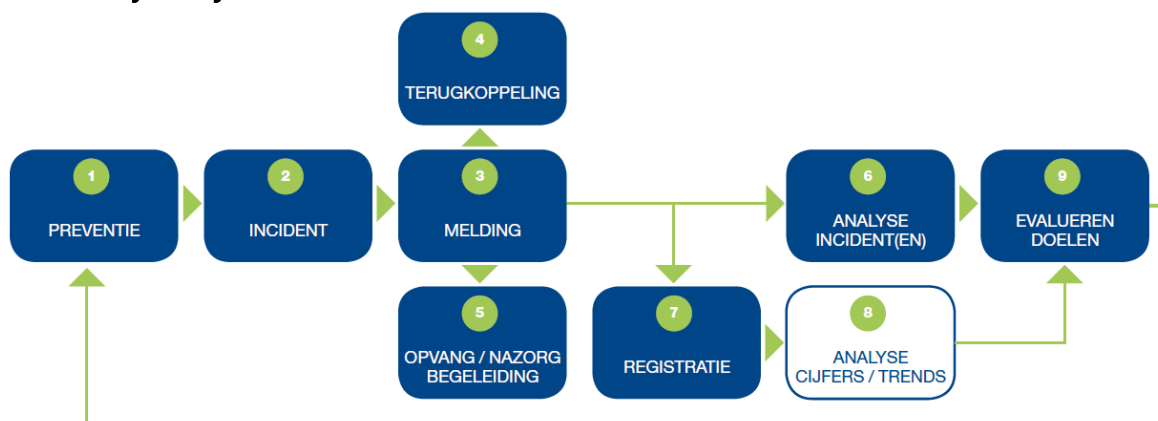 1
PREVENTIE
2
INCIDENT
3
MELDING
4
TERUGKOPPELING
5
OPVANG / NAZORG
BEGELEIDING
6
ANALYSE
INCIDENT(EN)
7
REGISTRATIE
8
ANALYSE
CIJFERS / TRENDS
9
EVALUEREN
DOELEN